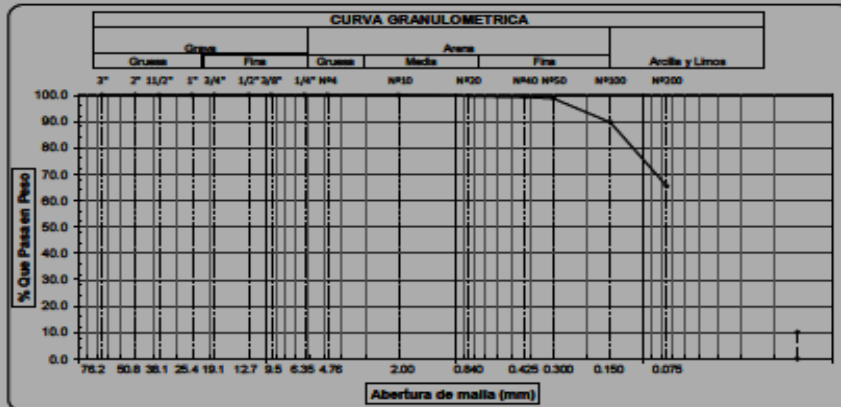 CURVA GRANULOMETRICA
Grava Arena
Gruesa Fina Gruesa Media Fina Arcilla y Limos
3" 2" 11/2" 1" 3/4" 1/2" 3/8" 1/4" Nº4 Nº10 Nº20 Nº40 Nº50 Nº100 Nº200
100.0
90.0
80.0
70.0
60.0
50.0
40.0
30.0
20.0
10.0
0.0
% Que Pasa en Peso
76.2 50.8 38.1 25.4 19.1 12.7 9.5 6.35 4.76 2.00 0.840 0.425 0.300 0.150 0.075
Abertura de malla (mm)